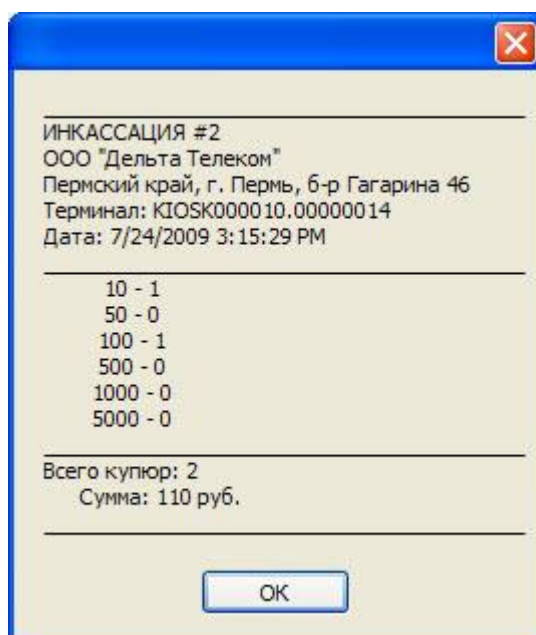 ИНКАССАЦИЯ #2
ООО "Дельта Телеком"
Пермский край, г. Пермь, б-р Гагарина 46
Терминал: KIOSK000010.00000014
Дата: 7/24/2009 3:15:29 PM
10 - 1
50 - 0
100 - 1
500 - 0
1000 - 0
5000 - 0
Всего купюр: 2
Сумма: 110 руб.
OK